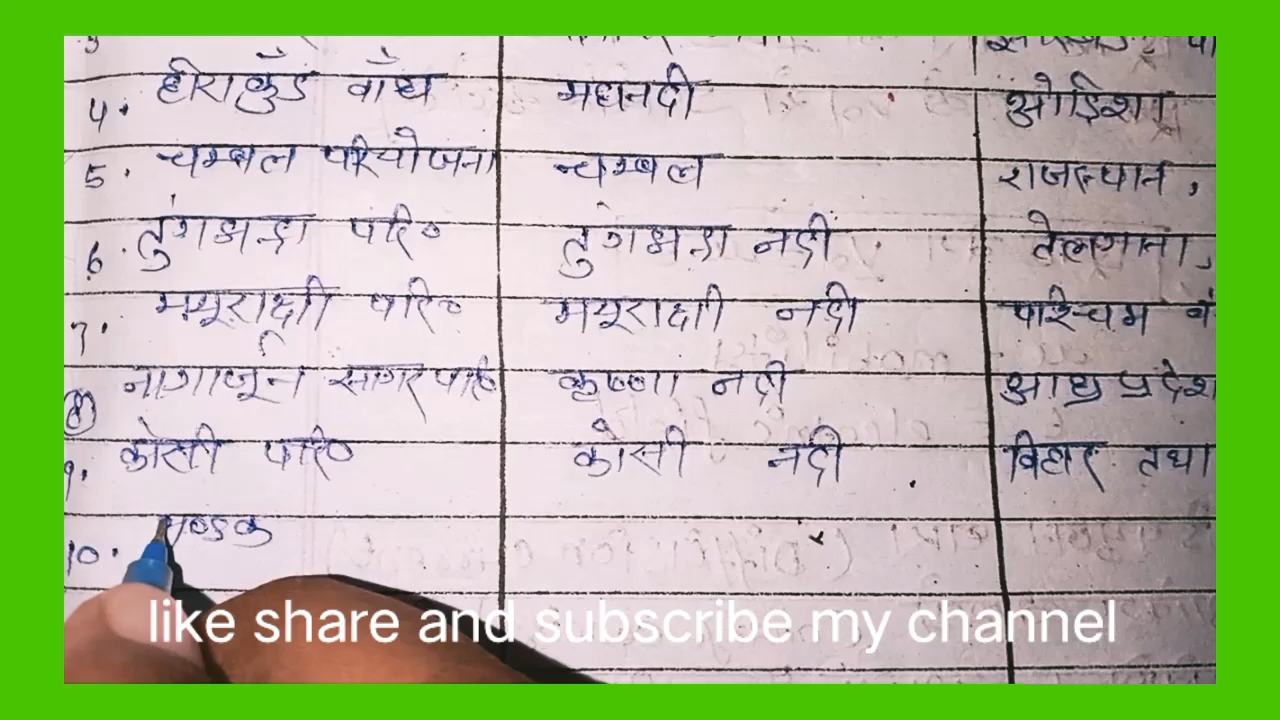 4. हीराकुँड बाँध महानदी ओडिशा
5. चम्बल परियोजना चम्बल राजस्थान,
6. तुंगभद्रा परि० तुंगभद्रा नदी तेलंगाना,
7. मयूराक्षी परि० मयूराक्षी नदी पश्चिम बं
8 नागार्जुन सागर परि० कृष्णा नदी आंध्र प्रदेश
9. कोसी परि० कोसी नदी बिहार तथा
10. गण्डक
like share and subscribe my channel